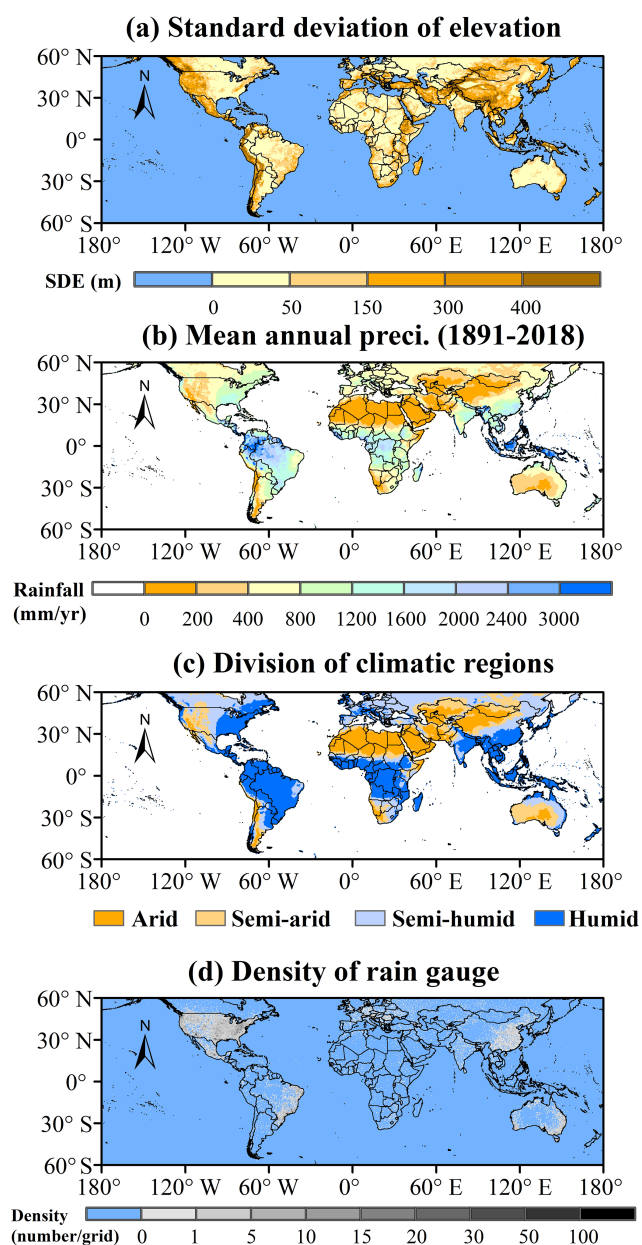 (a) Standard deviation of elevation
60° N
N
30° N
0°
30° S
60° S
180° 120° W 60° W 0° 60° E 120° E 180°
SDE (m)
0 50 150 300 400
(b) Mean annual preci. (1891-2018)
60° N
N
30° N
0°
30° S
60° S
180° 120° W 60° W 0° 60° E 120° E 180°
Rainfall
(mm/yr)
0 200 400 800 1200 1600 2000 2400 3000
(c) Division of climatic regions
60° N
N
30° N
0°
30° S
60° S
180° 120° W 60° W 0° 60° E 120° E 180°
Arid Semi-arid Semi-humid Humid
(d) Density of rain gauge
60° N
N
30° N
0°
30° S
60° S
180° 120° W 60° W 0° 60° E 120° E 180°
Density
(number/grid)
0 1 5 10 15 20 30 50 100